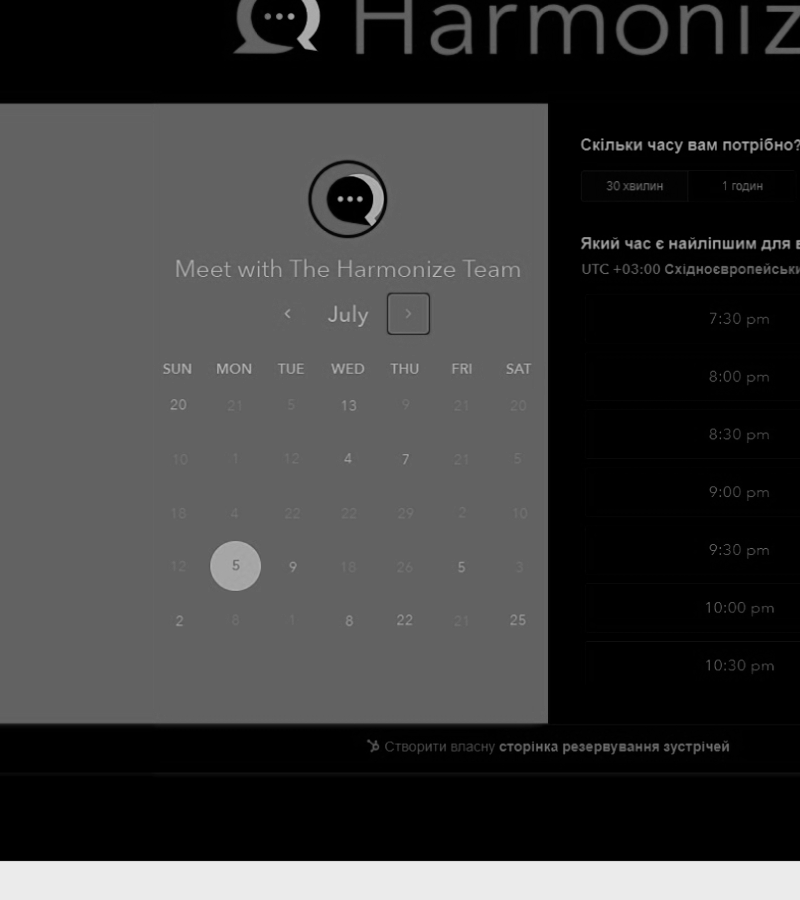 Harmoniz
Meet with The Harmonize Team
July
SUN MON TUE WED THU FRI SAT
20 21 5 13 9 21 20
10 1 12 4 7 21 5
18 4 22 22 29 2 10
12 5 9 18 26 5 3
2 8 1 8 22 21 25
Скільки часу вам потрібно?
30 хвилин 1 годин
Який час є найліпшим для в
UTC +03:00 Східноєвропейськи
7:30 pm
8:00 pm
8:30 pm
9:00 pm
9:30 pm
10:00 pm
10:30 pm
Створити власну сторінка резервування зустрічей